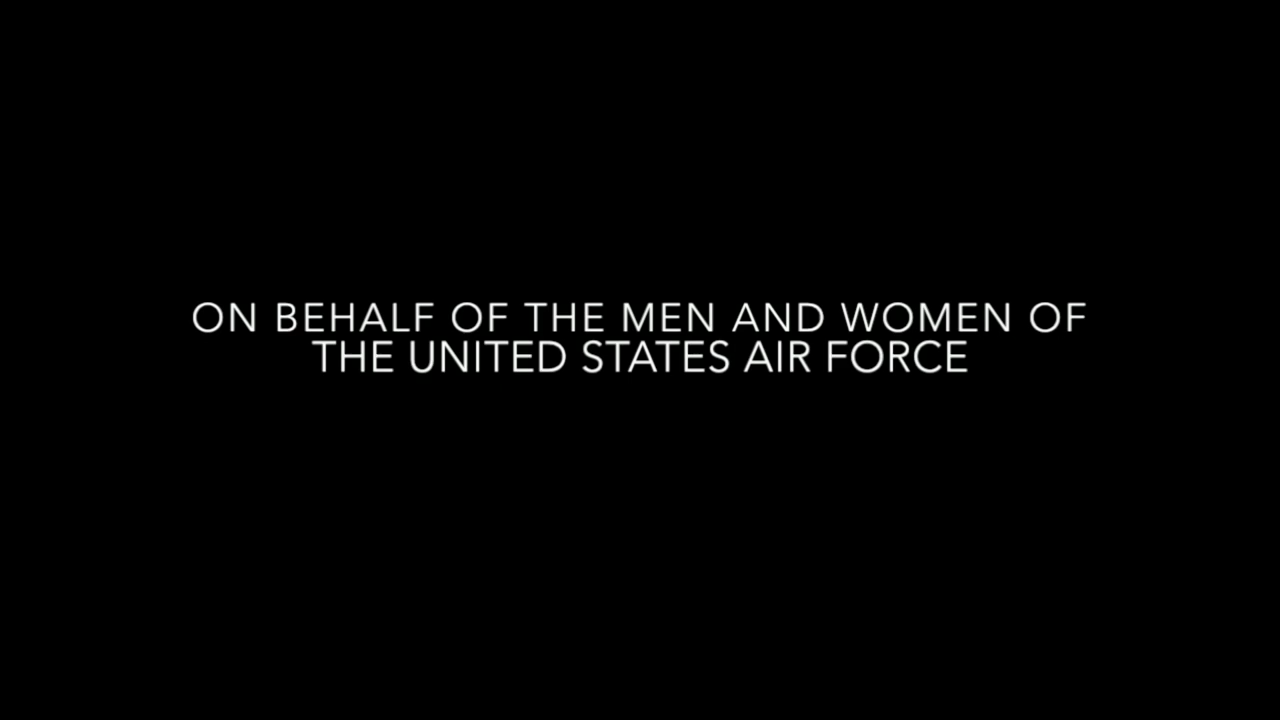 ON BEHALF OF THE MEN AND WOMEN OF
THE UNITED STATES AIR FORCE